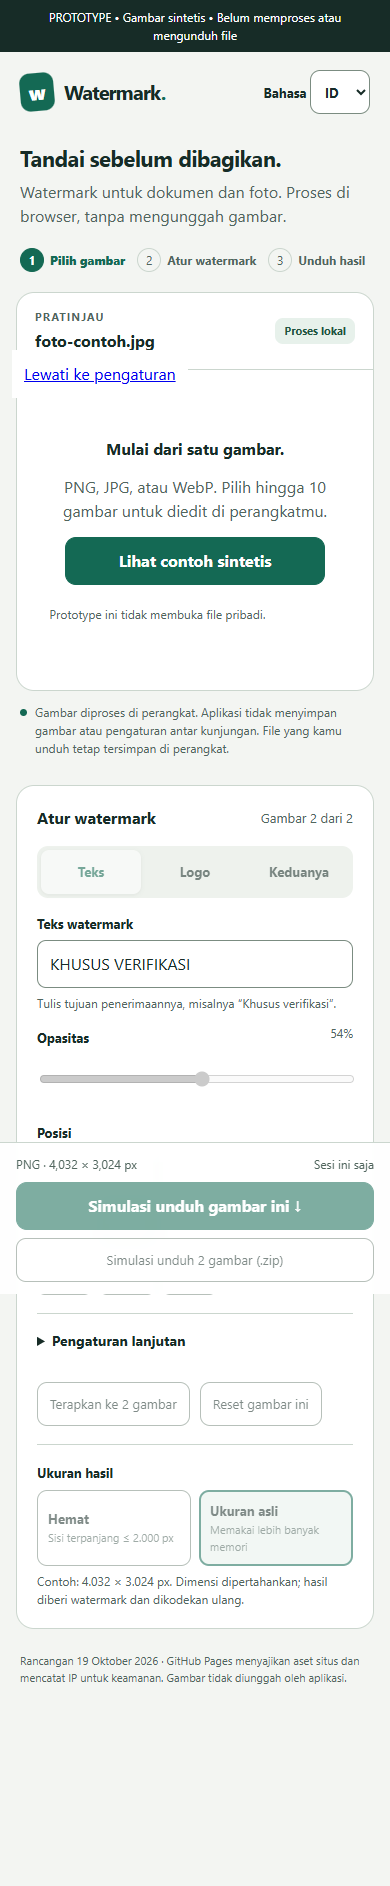 PROTOTYPE • Gambar sintetis • Belum memproses atau
mengunduh file
w Watermark.
Bahasa ID
Tandai sebelum dibagikan.
Watermark untuk dokumen dan foto. Proses di
browser, tanpa mengunggah gambar.
1 Pilih gambar 2 Atur watermark 3 Unduh hasil
PRATINJAU
foto-contoh.jpg
Proses lokal
Lewati ke pengaturan
Mulai dari satu gambar.
PNG, JPG, atau WebP. Pilih hingga 10
gambar untuk diedit di perangkatmu.
Lihat contoh sintetis
Prototype ini tidak membuka file pribadi.
Gambar diproses di perangkat. Aplikasi tidak menyimpan
gambar atau pengaturan antar kunjungan. File yang kamu
unduh tetap tersimpan di perangkat.
Atur watermark
Gambar 2 dari 2
Teks Logo Keduanya
Teks watermark
KHUSUS VERIFIKASI
Tulis tujuan penerimaannya, misalnya “Khusus verifikasi”.
Opasitas 54%
Posisi
PNG · 4,032 × 3,024 px
Sesi ini saja
Simulasi unduh gambar ini ↓
Simulasi unduh 2 gambar (.zip)
▶ Pengaturan lanjutan
Terapkan ke 2 gambar
Reset gambar ini
Ukuran hasil
Hemat
Sisi terpanjang ≤ 2.000 px
Ukuran asli
Memakai lebih banyak
memori
Contoh: 4.032 × 3.024 px. Dimensi dipertahankan; hasil
diberi watermark dan dikodekan ulang.
Rancangan 19 Oktober 2026 · GitHub Pages menyajikan aset situs dan
mencatat IP untuk keamanan. Gambar tidak diunggah oleh aplikasi.